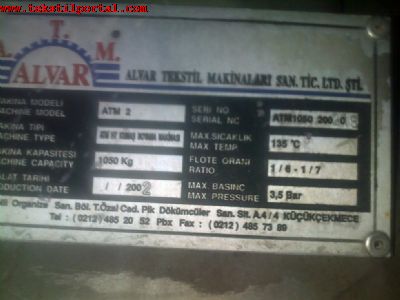 www.tekstilportal.com
A. T. M.
ALVAR
ALVAR TEKSTİL MAKİNALARI SAN. TİC. LTD. ŞTİ.
MAKİNA MODELİ
MACHINE MODEL
ATM 2
SERI NO
SERIAL NO
ATM1050 200 0
MAKİNA TİPİ
MACHINE TYPE
MAX. SICAKLIK
MAX. TEMP.
135 °C
MAKİNA KAPASİTESİ
MACHINE CAPACITY
1050 Kg
FLOTE ORANI
RATIO
1 / 6 - 1 / 7
İMALAT TARİHİ
PRODUCTION DATE
/ / 2002
MAX. BASINC
MAX. PRESSURE
3,5 Bar
Organize San. Böl. T.Özal Cad. Pik Dökümcüler San. Sit. A.4/4 KÜÇÜKÇEKMECE
Tel : (0212) 485 20 52 Pbx Fax : (0212) 485 73 89